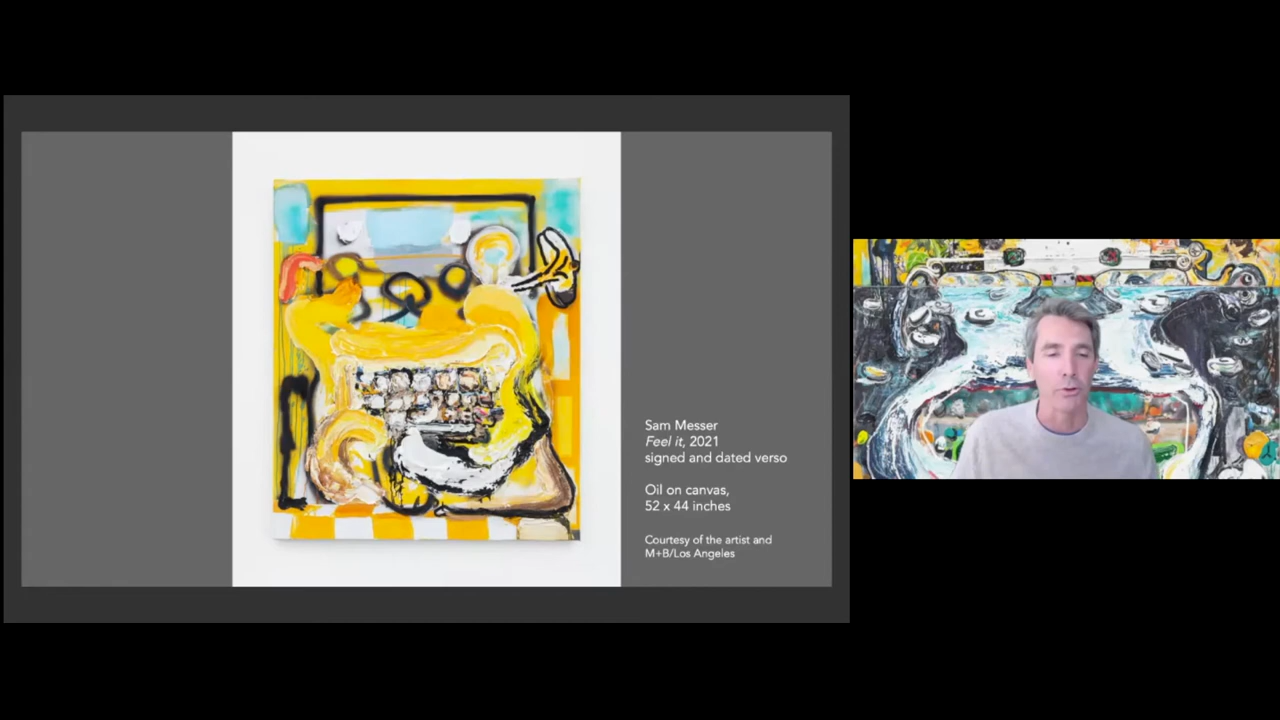 Sam Messer
Feel it, 2021
signed and dated verso
Oil on canvas,
52 x 44 inches
Courtesy of the artist and
M+B/Los Angeles